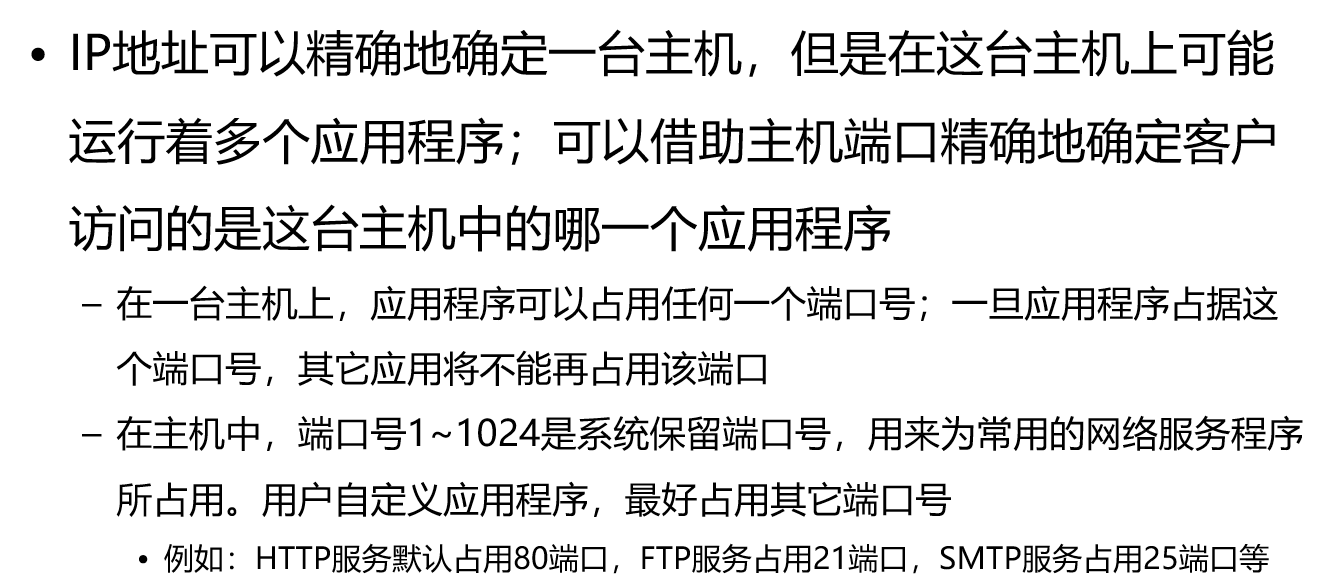 • IP地址可以精确地确定一台主机，但是在这台主机上可能
运行着多个应用程序；可以借助主机端口精确地确定客户
访问的是这台主机中的哪一个应用程序
– 在一台主机上，应用程序可以占用任何一个端口号；一旦应用程序占据这
个端口号，其它应用将不能再占用该端口
– 在主机中，端口号1~1024是系统保留端口号，用来为常用的网络服务程序
所占用。用户自定义应用程序，最好占用其它端口号
• 例如：HTTP服务默认占用80端口，FTP服务占用21端口，SMTP服务占用25端口等